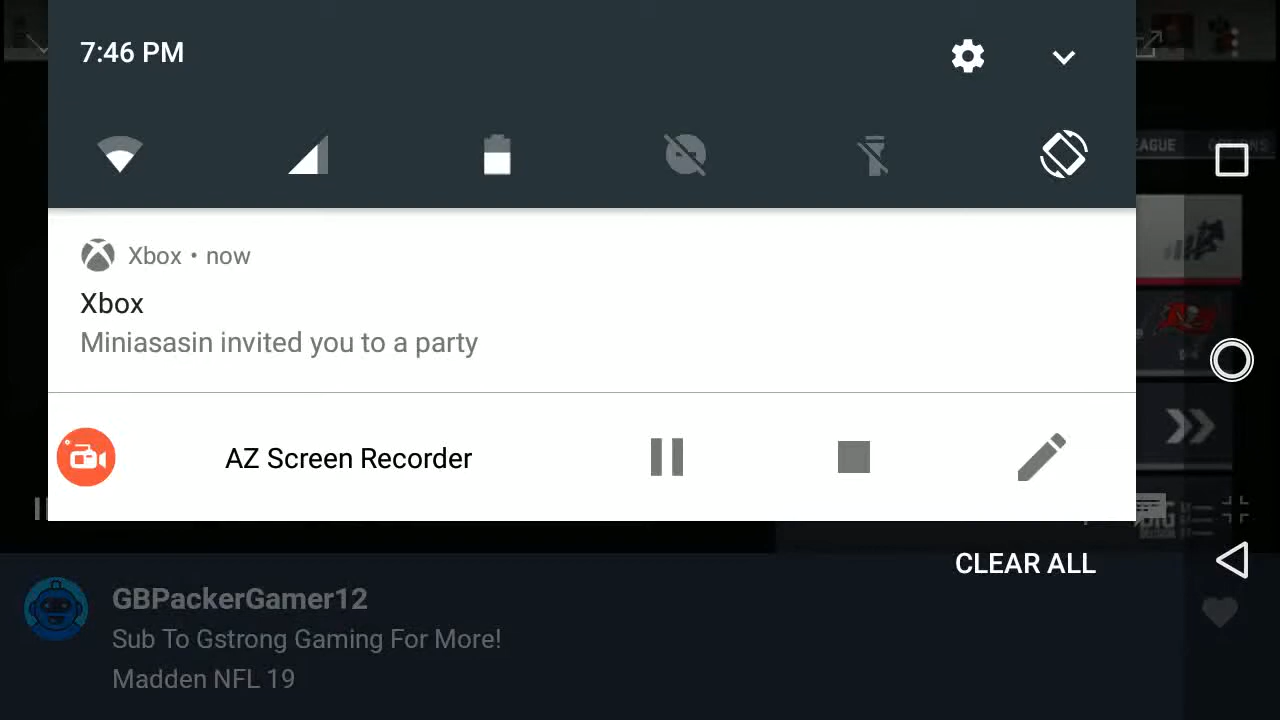 7:46 PM
Xbox • now
Xbox
Miniasasin invited you to a party
AZ Screen Recorder
CLEAR ALL
GBPackerGamer12
Sub To Gstrong Gaming For More!
Madden NFL 19